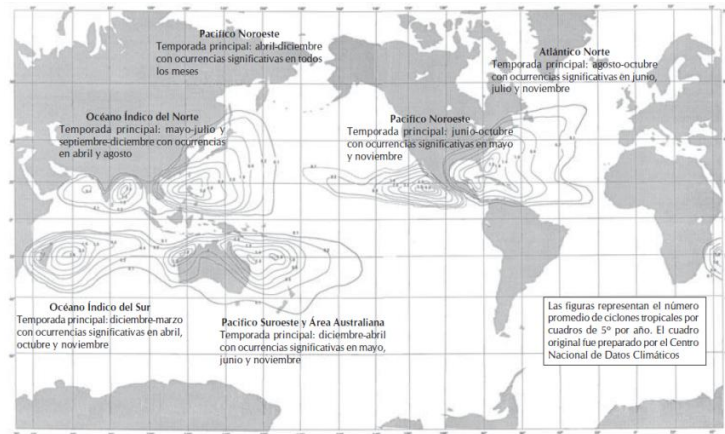 Pacífico Noroeste
Temporada principal: abril-diciembre
con ocurrencias significativas en todos
los meses
Atlántico Norte
Temporada principal: agosto-octubre
con ocurrencias significativas en junio,
julio y noviembre
Océano Índico del Norte
Temporada principal: mayo-julio y
septiembre-diciembre con ocurrencias
en abril y agosto
Pacífico Noroeste
Temporada principal: junio-octubre
con ocurrencias significativas en mayo
y noviembre
Océano Índico del Sur
Temporada principal: diciembre-marzo
con ocurrencias significativas en abril,
octubre y noviembre
Pacífico Suroeste y Área Australiana
Temporada principal: diciembre-abril
con ocurrencias significativas en mayo,
junio y noviembre
Las figuras representan el número
promedio de ciclones tropicales por
cuadros de 5º por año. El cuadro
original fue preparado por el Centro
Nacional de Datos Climáticos